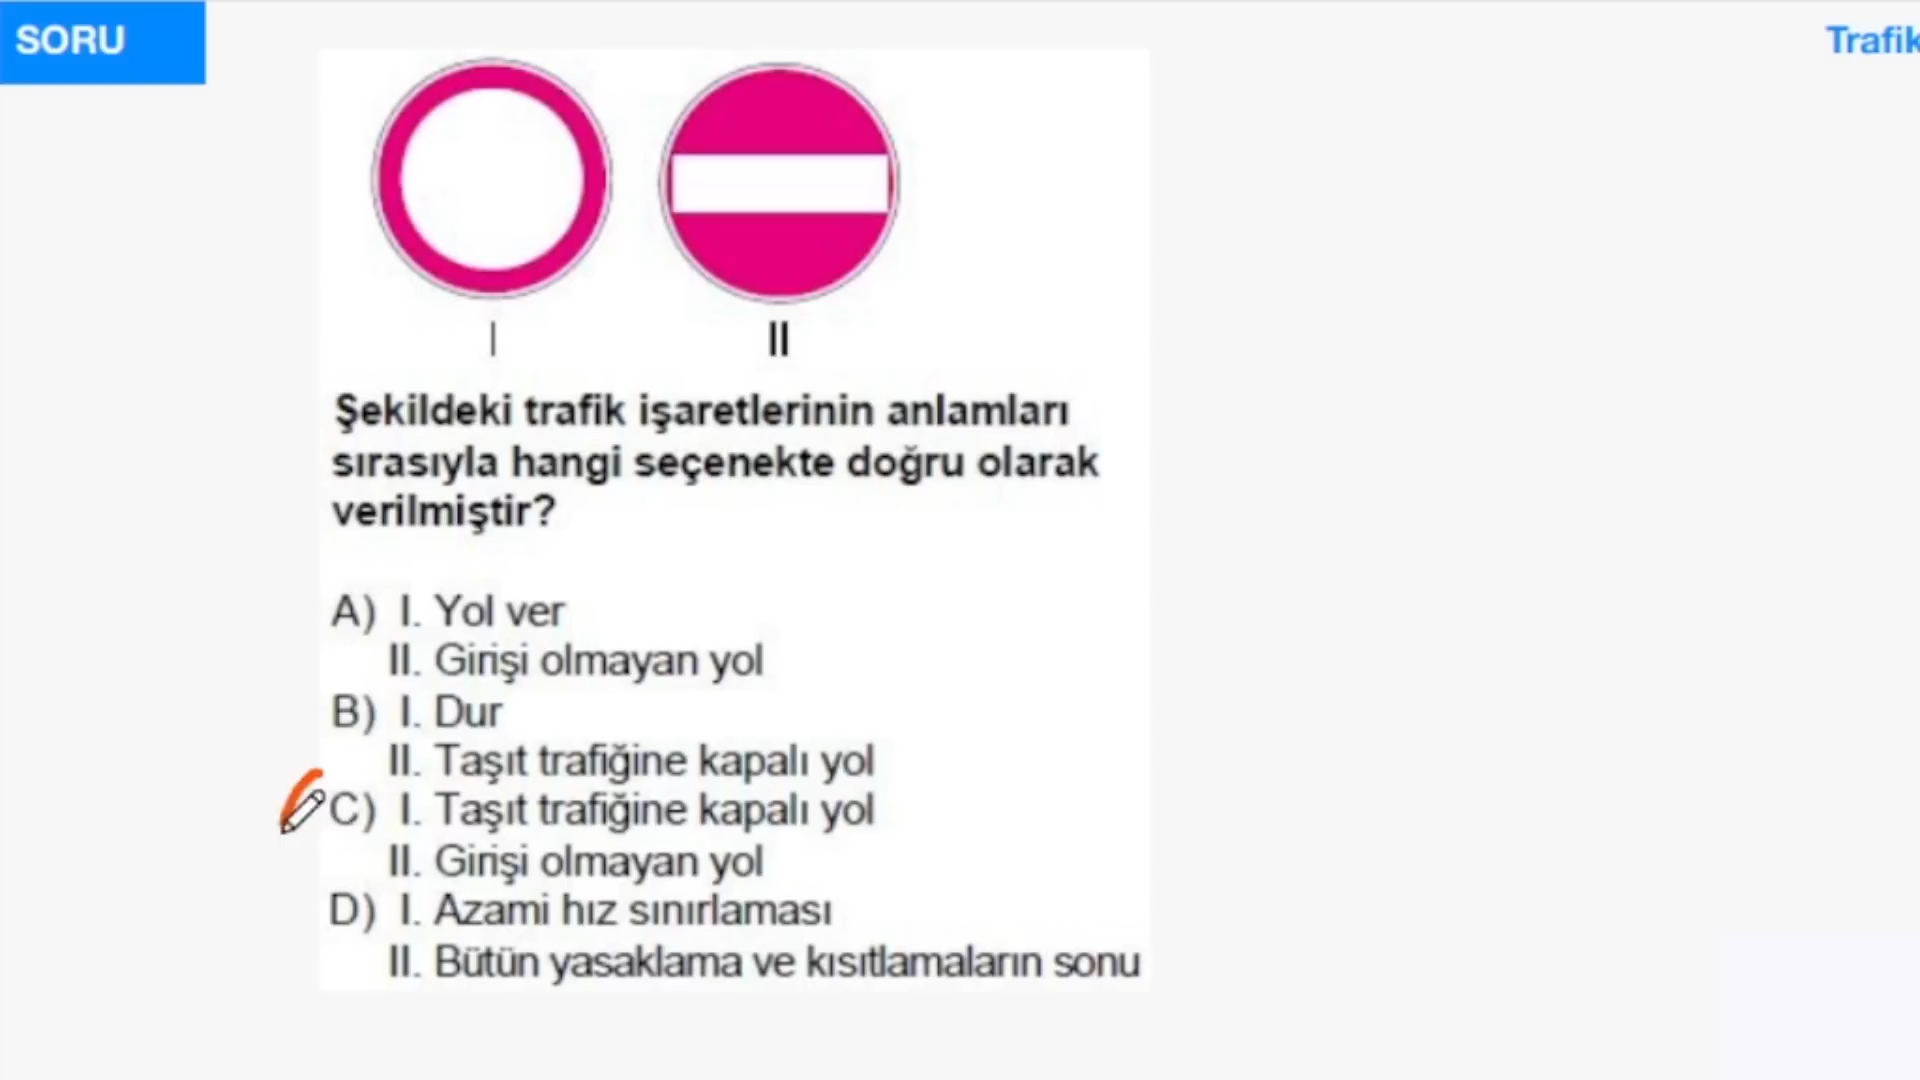 SORU
Trafik
I
II
Şekildeki trafik işaretlerinin anlamları
sırasıyla hangi seçenekte doğru olarak
verilmiştir?
A) I. Yol ver
II. Girişi olmayan yol
B) I. Dur
II. Taşıt trafiğine kapalı yol
C) I. Taşıt trafiğine kapalı yol
II. Girişi olmayan yol
D) I. Azami hız sınırlaması
II. Bütün yasaklama ve kısıtlamaların sonu